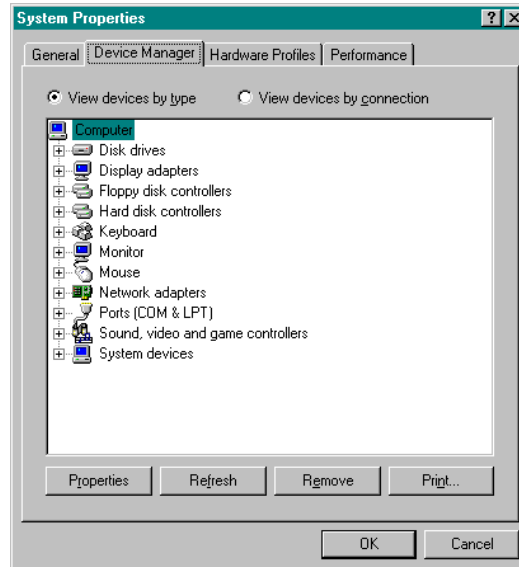 System Properties
General Device Manager Hardware Profiles Performance
View devices by type View devices by connection
Computer
Disk drives
Display adapters
Floppy disk controllers
Hard disk controllers
Keyboard
Monitor
Mouse
Network adapters
Ports (COM & LPT)
Sound, video and game controllers
System devices
Properties Refresh Remove Print...
OK Cancel